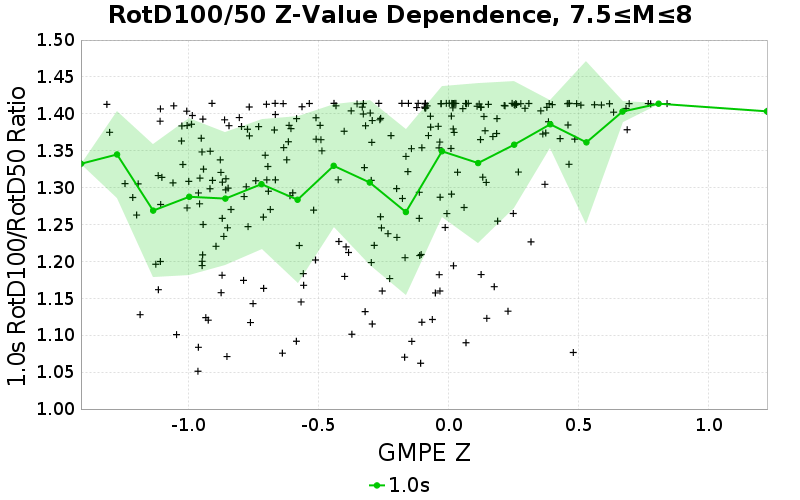 RotD100/50 Z-Value Dependence, 7.5≤M≤8
1.0s RotD100/RotD50 Ratio
1.50
1.45
1.40
1.35
1.30
1.25
1.20
1.15
1.10
1.05
1.00
-1.0 -0.5 0.0 0.5 1.0
GMPE Z
1.0s